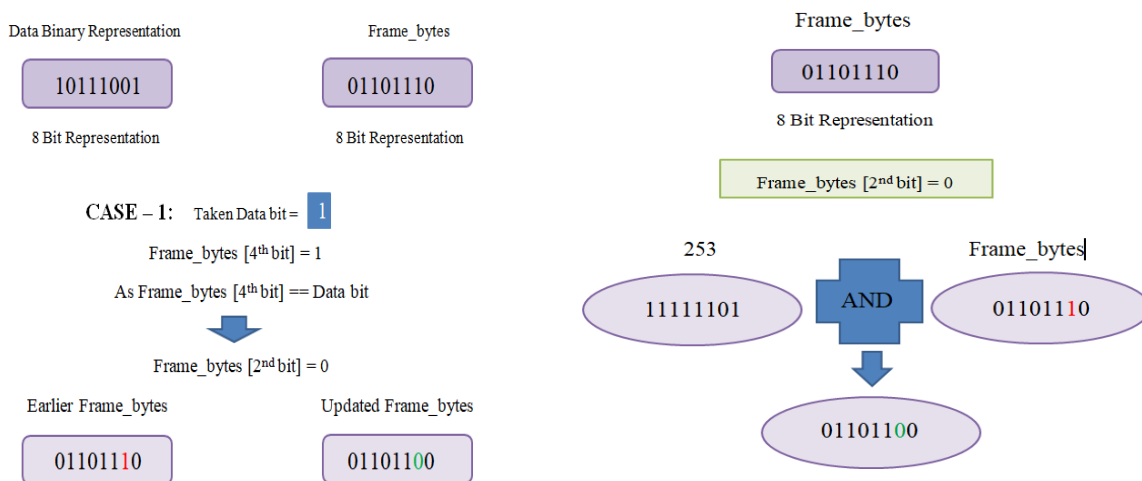 Data Binary Representation
Frame_bytes
10111001
01101110
8 Bit Representation
8 Bit Representation
CASE – 1: Taken Data bit = 1
Frame_bytes [4th bit] = 1
As Frame_bytes [4th bit] == Data bit
Frame_bytes [2nd bit] = 0
Earlier Frame_bytes
Updated Frame_bytes
01101110
01101100
Frame_bytes
01101110
8 Bit Representation
Frame_bytes [2nd bit] = 0
253
Frame_bytes
11111101
AND
01101110
01101100